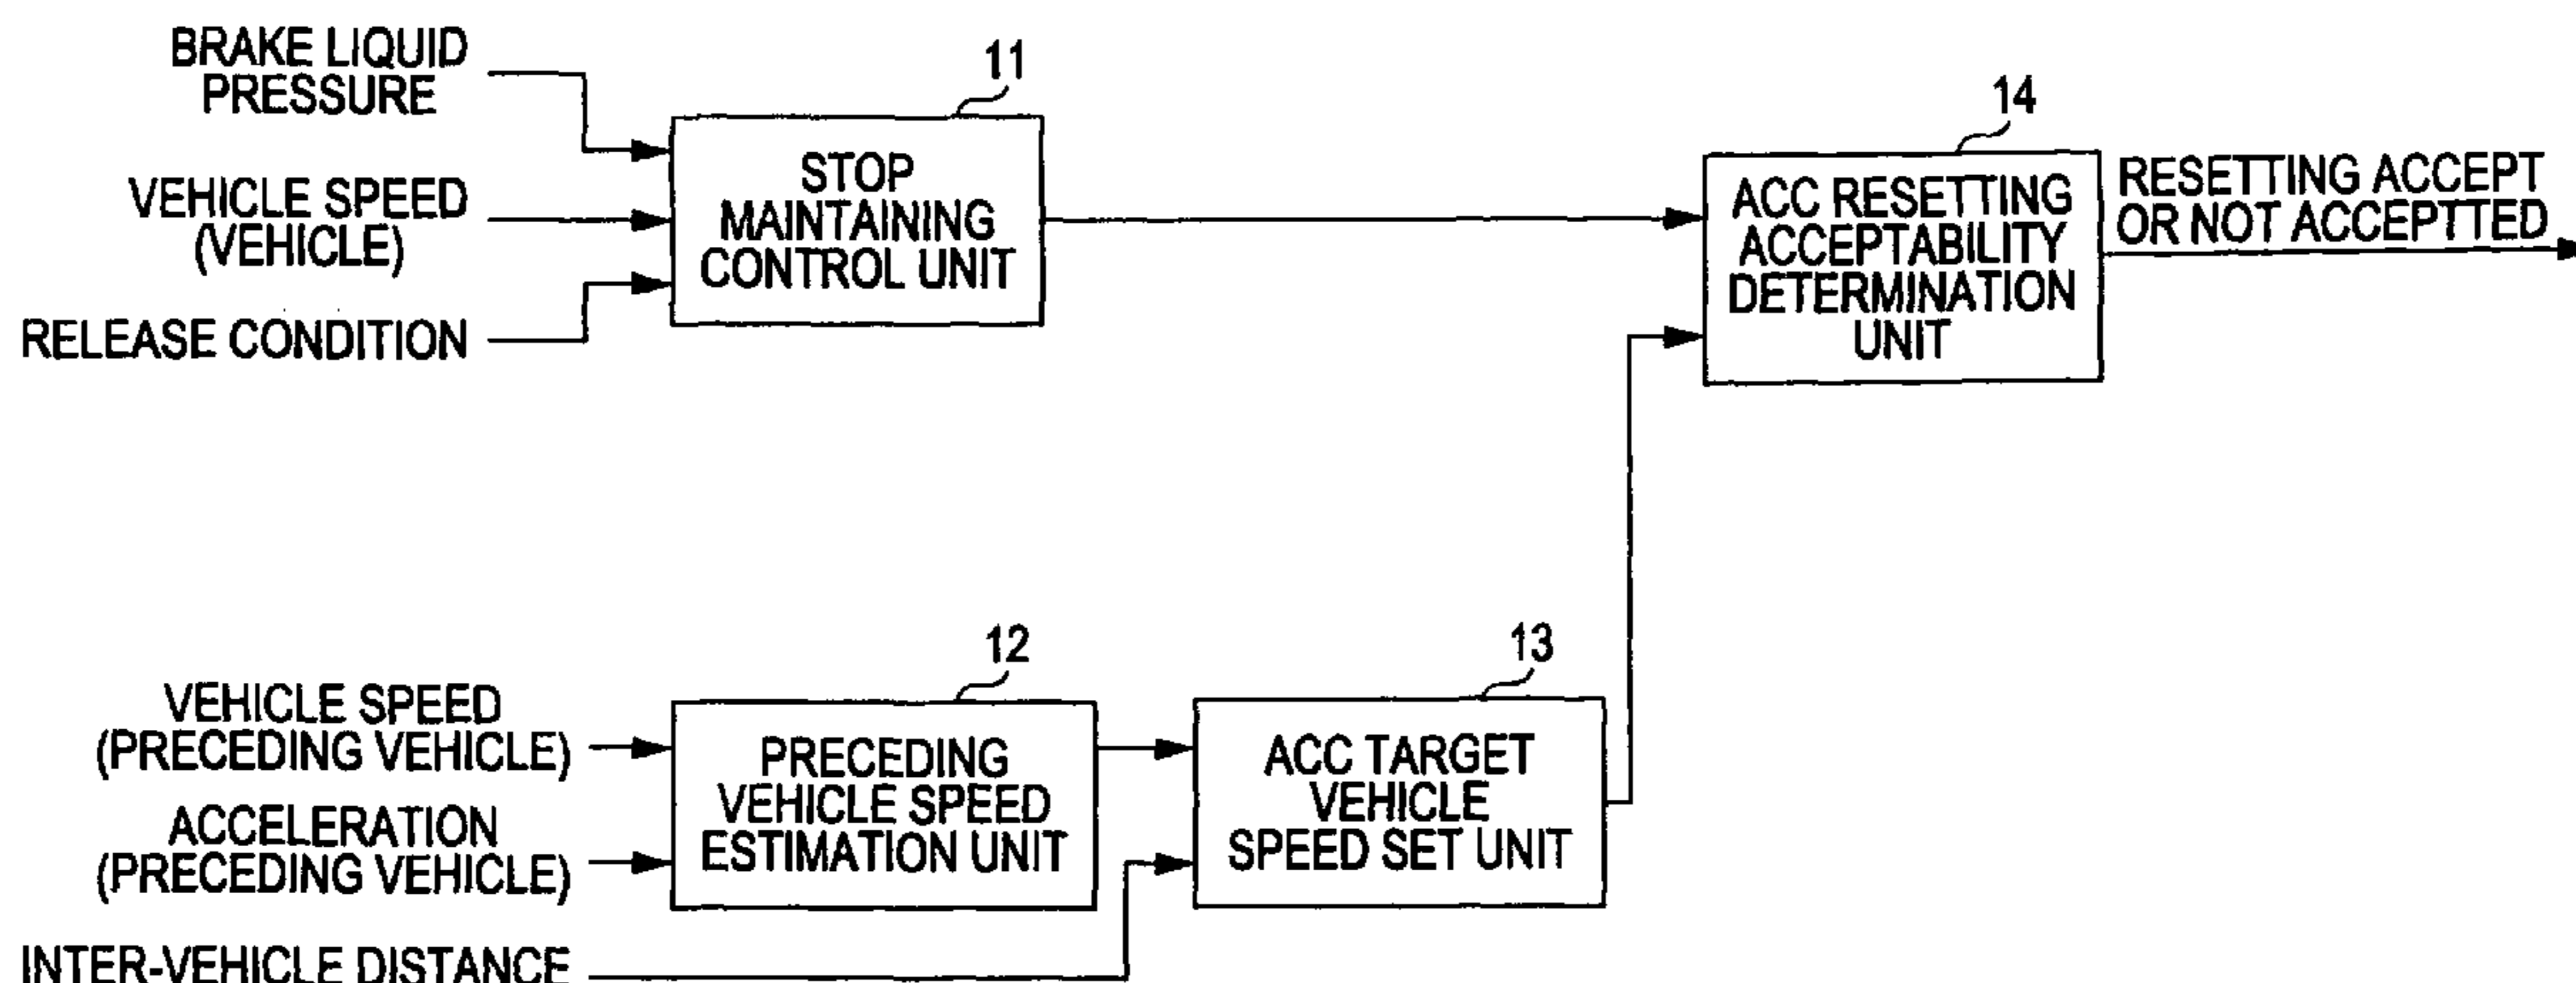 BRAKE LIQUID
PRESSURE
VEHICLE SPEED
(VEHICLE)
RELEASE CONDITION
11
STOP
MAINTAINING
CONTROL UNIT
14
ACC RESETTING
ACCEPTABILITY
DETERMINATION
UNIT
RESETTING ACCEPT
OR NOT ACCEPTTED
VEHICLE SPEED
(PRECEDING VEHICLE)
ACCELERATION
(PRECEDING VEHICLE)
INTER-VEHICLE DISTANCE
12
PRECEDING
VEHICLE SPEED
ESTIMATION UNIT
13
ACC TARGET
VEHICLE
SPEED SET UNIT